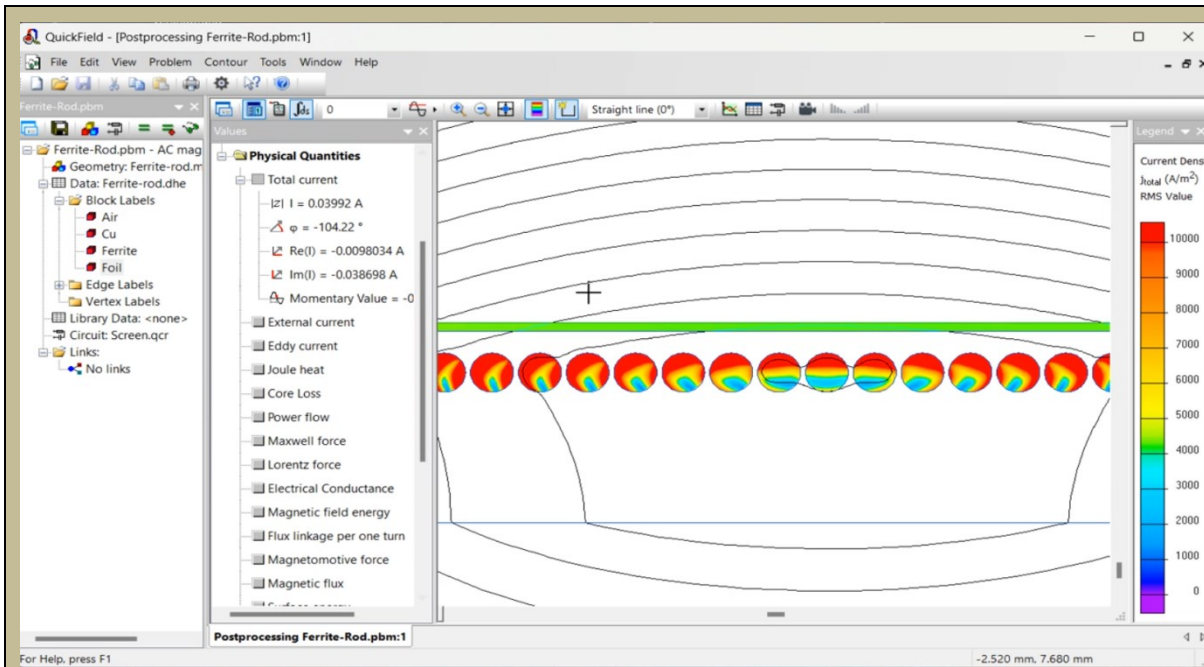 QuickField - [Postprocessing Ferrite-Rod.pbm:1]
File Edit View Problem Contour Tools Window Help
Ferrite-Rod.pbm
0
Straight line (0°)
Ferrite-Rod.pbm - AC mag
Geometry: Ferrite-rod.m
Data: Ferrite-rod.dhe
Block Labels
Air
Cu
Ferrite
Foil
Edge Labels
Vertex Labels
Library Data: <none>
Circuit: Screen.qcr
Links:
No links
Values
Physical Quantities
Total current
|z| I = 0.03992 A
φ = -104.22 °
Re(I) = -0.0098034 A
Im(I) = -0.038698 A
Momentary Value = -0
External current
Eddy current
Joule heat
Core Loss
Power flow
Maxwell force
Lorentz force
Electrical Conductance
Magnetic field energy
Flux linkage per one turn
Magnetomotive force
Magnetic flux
Legend
Current Dens
jtotal (A/m²)
RMS Value
10000
9000
8000
7000
6000
5000
4000
3000
2000
1000
0
Postprocessing Ferrite-Rod.pbm:1
For Help, press F1
-2.520 mm, 7.680 mm